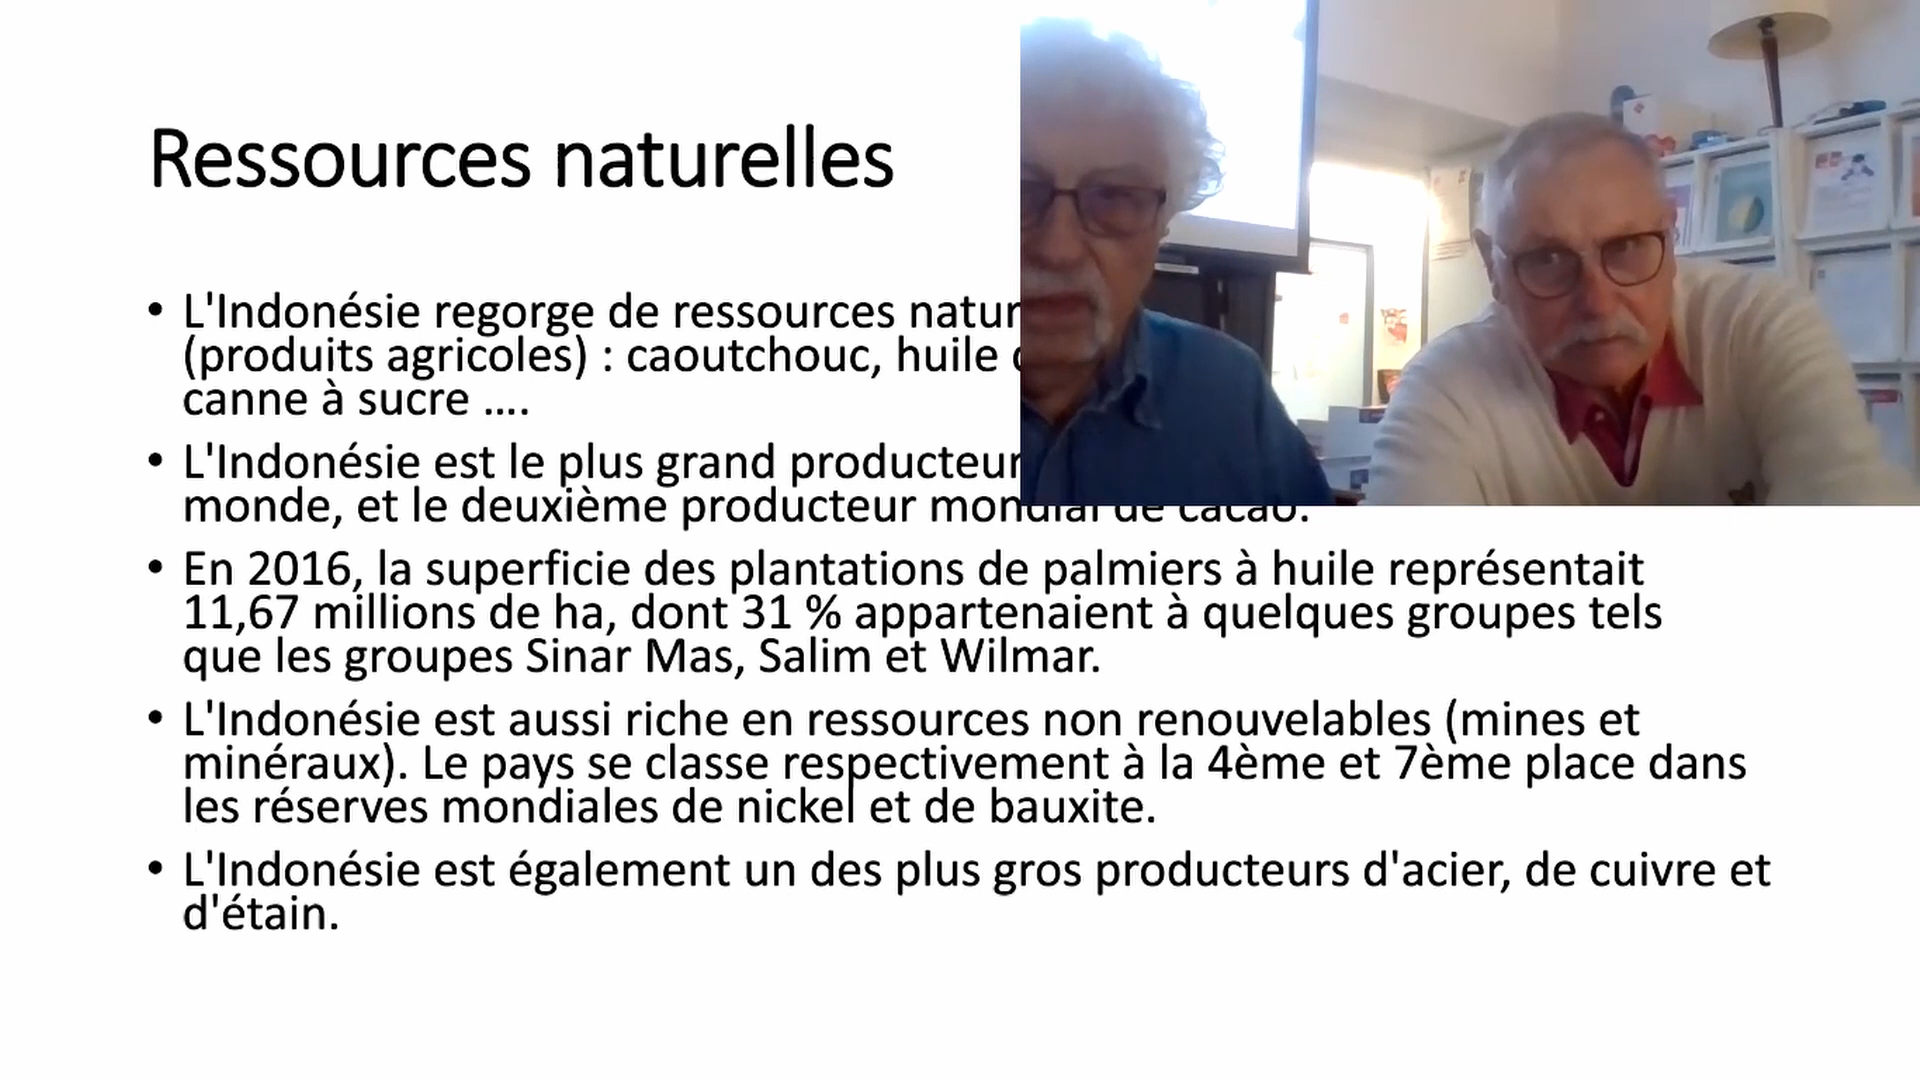 Ressources naturelles
• L'Indonésie regorge de ressources
(produits agricoles) : caoutchouc, huile
canne à sucre ....
• L'Indonésie est le plus grand producteur
monde, et le deuxième producteur mondial de cacao.
• En 2016, la superficie des plantations de palmiers à huile représentait
11,67 millions de ha, dont 31 % appartenaient à quelques groupes tels
que les groupes Sinar Mas, Salim et Wilmar.
• L'Indonésie est aussi riche en ressources non renouvelables (mines et
minéraux). Le pays se classe respectivement à la 4ème et 7ème place dans
les réserves mondiales de nickel et de bauxite.
• L'Indonésie est également un des plus gros producteurs d'acier, de cuivre et
d'étain.